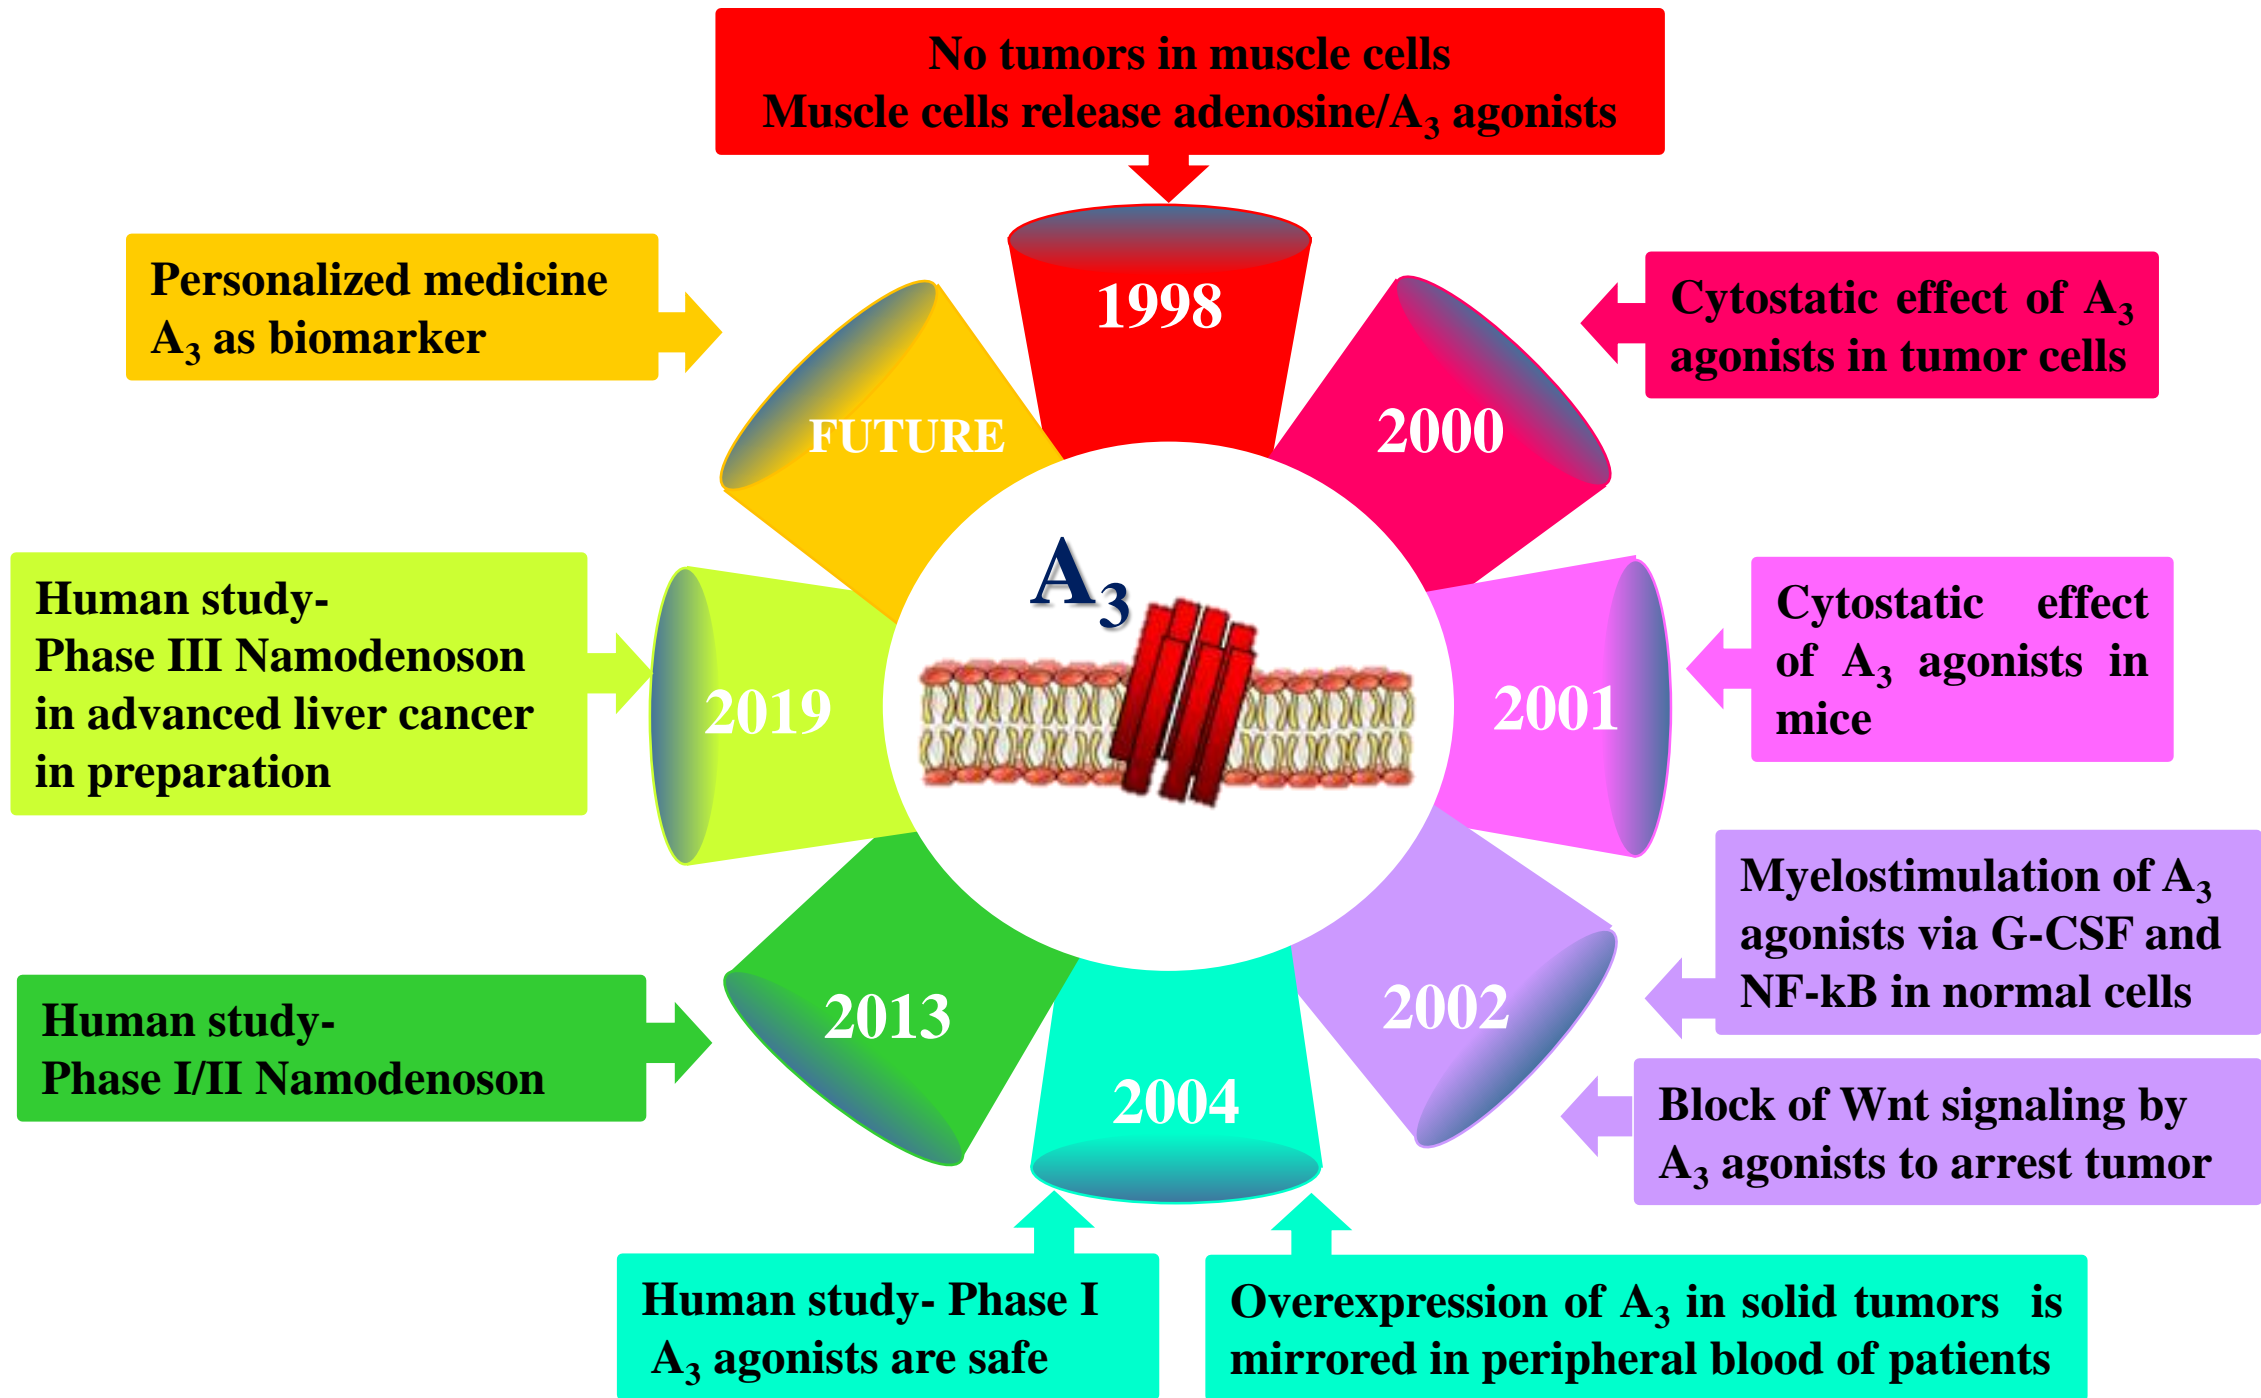 No tumors in muscle cells
Muscle cells release adenosine/A₃ agonists
1998
Cytostatic effect of A₃
agonists in tumor cells
2000
Cytostatic effect
of A₃ agonists in
mice
2001
Myelostimulation of A₃
agonists via G-CSF and
NF-kB in normal cells
Block of Wnt signaling by
A₃ agonists to arrest tumor
2002
Overexpression of A₃ in solid tumors is
mirrored in peripheral blood of patients
Human study- Phase I
A₃ agonists are safe
2004
Human study-
Phase I/II Namodenoson
2013
Human study-
Phase III Namodenoson
in advanced liver cancer
in preparation
2019
Personalized medicine
A₃ as biomarker
FUTURE
A₃